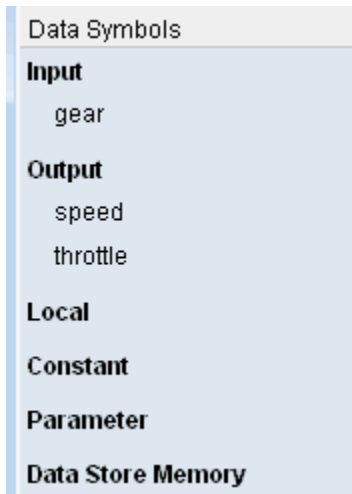 Data Symbols
Input
gear
Output
speed
throttle
Local
Constant
Parameter
Data Store Memory